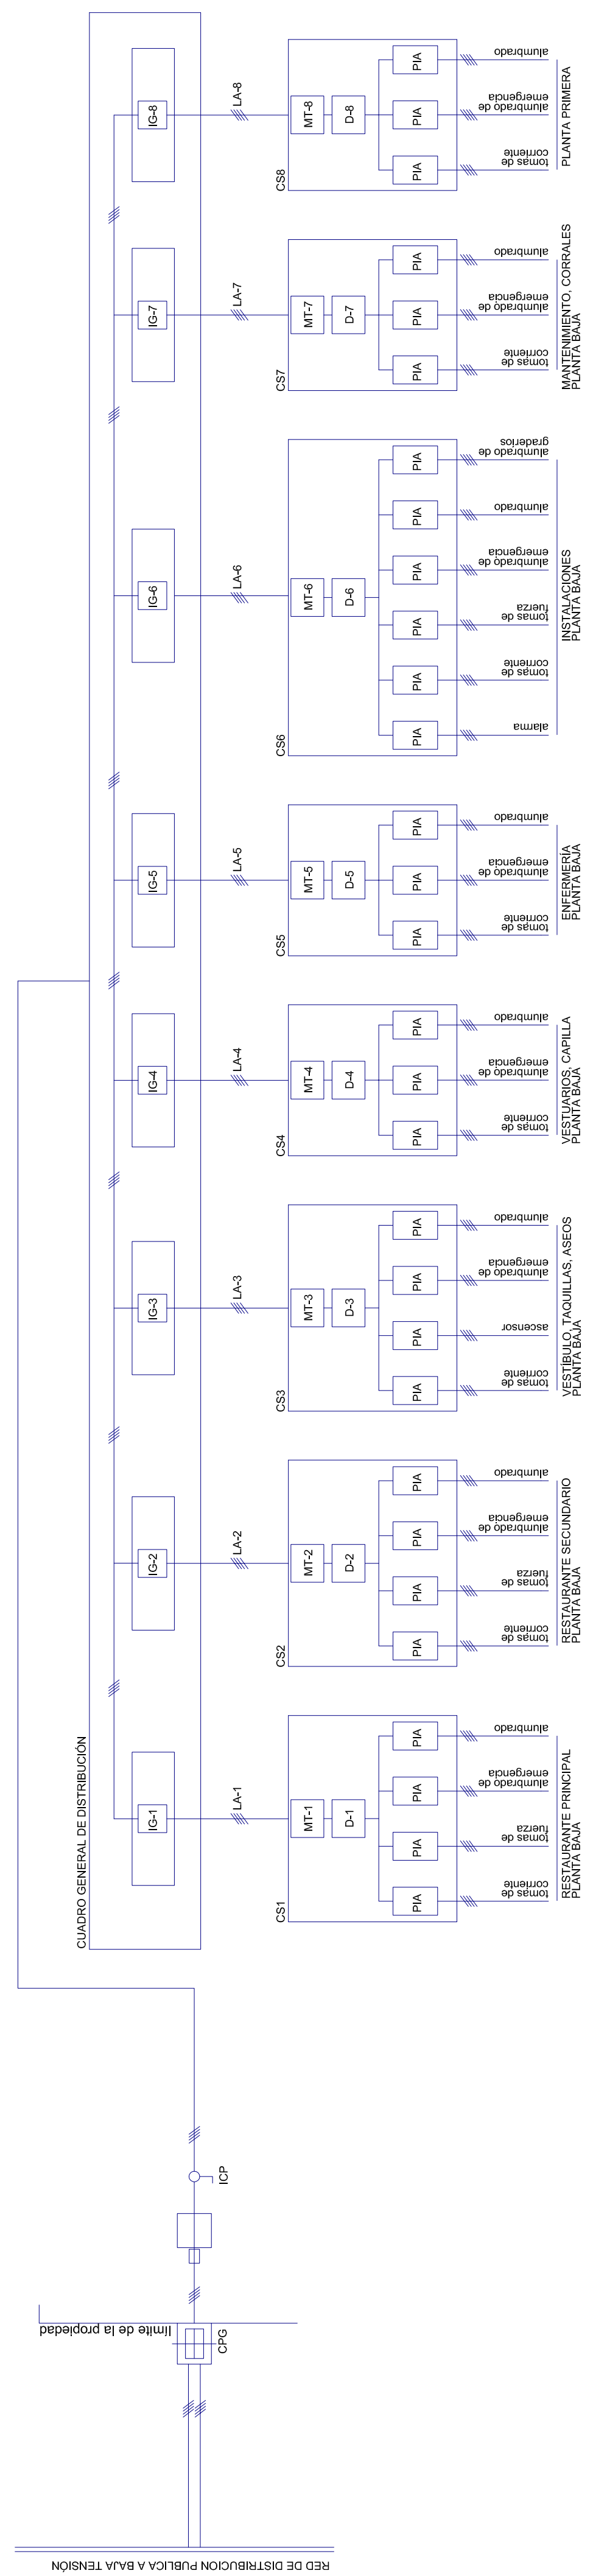 RED DE DISTRIBUCION PUBLICA A BAJA TENSIÓN
límite de la propiedad
CPG
ICP
CUADRO GENERAL DE DISTRIBUCIÓN
IG-1
LA-1
CS1
MT-1
D-1
PIA
PIA
PIA
PIA
tomas de
corriente
tomas de
fuerza
alumbrado de
emergencia
alumbrado
RESTAURANTE PRINCIPAL
PLANTA BAJA
IG-2
LA-2
CS2
MT-2
D-2
PIA
PIA
PIA
PIA
tomas de
corriente
tomas de
fuerza
alumbrado de
emergencia
alumbrado
RESTAURANTE SECUNDARIO
PLANTA BAJA
IG-3
LA-3
CS3
MT-3
D-3
PIA
PIA
PIA
PIA
tomas de
corriente
ascensor
alumbrado de
emergencia
alumbrado
VESTÍBULO, TAQUILLAS, ASEOS
PLANTA BAJA
IG-4
LA-4
CS4
MT-4
D-4
PIA
PIA
PIA
tomas de
corriente
alumbrado de
emergencia
alumbrado
VESTUARIOS, CAPILLA
PLANTA BAJA
IG-5
LA-5
CS5
MT-5
D-5
PIA
PIA
PIA
tomas de
corriente
alumbrado de
emergencia
alumbrado
ENFERMERÍA
PLANTA BAJA
IG-6
LA-6
CS6
MT-6
D-6
PIA
PIA
PIA
PIA
PIA
PIA
alarma
tomas de
corriente
tomas de
fuerza
alumbrado de
emergencia
alumbrado
alumbrado de
graderios
INSTALACIONES
PLANTA BAJA
IG-7
LA-7
CS7
MT-7
D-7
PIA
PIA
PIA
tomas de
corriente
alumbrado de
emergencia
alumbrado
MANTENIMIENTO, CORRALES
PLANTA BAJA
IG-8
LA-8
CS8
MT-8
D-8
PIA
PIA
PIA
tomas de
corriente
alumbrado de
emergencia
alumbrado
PLANTA PRIMERA